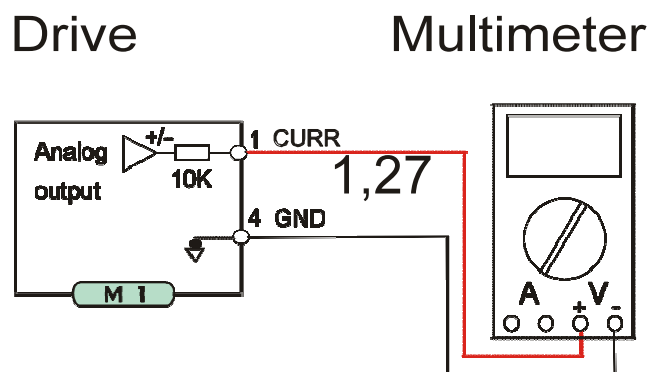 Drive
Multimeter
Analog
output
+/-
10K
1 CURR
1,27
4 GND
M 1
A
V
+ -